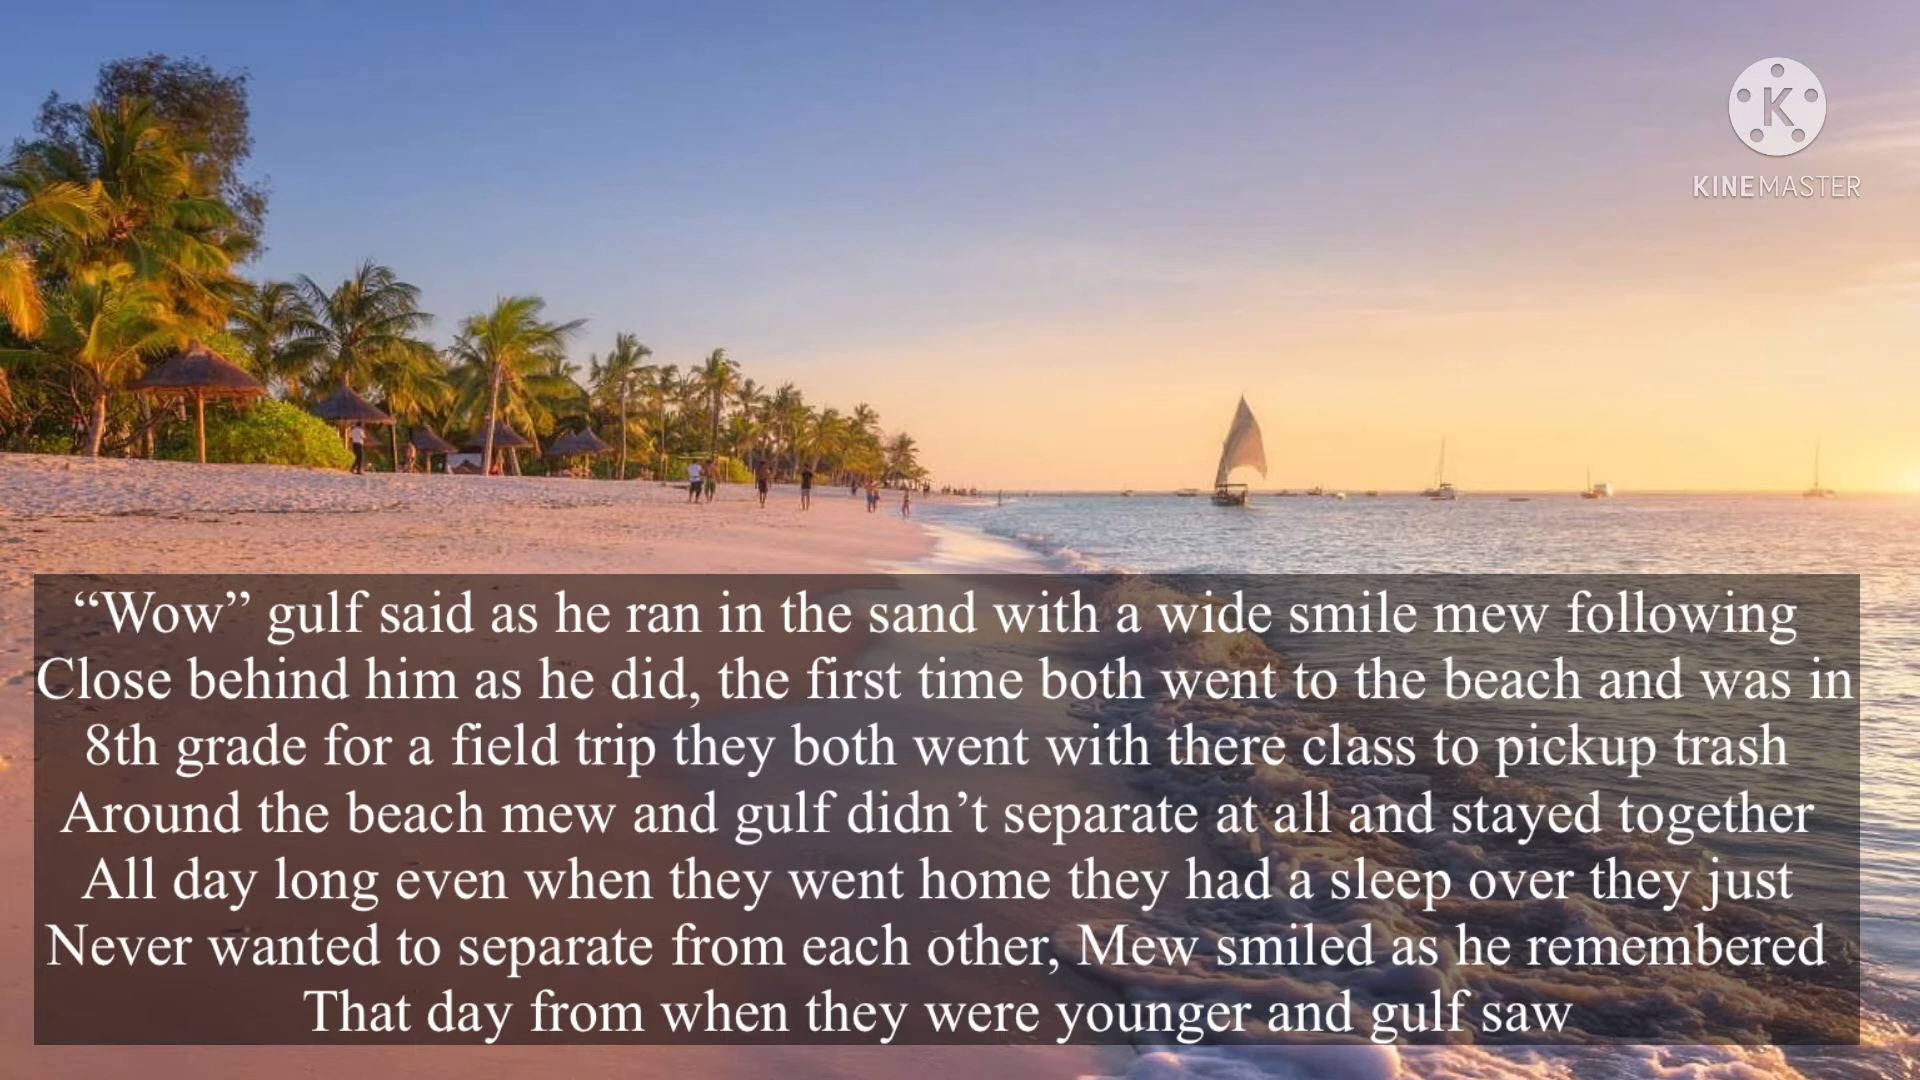 K
KINEMASTER
“Wow” gulf said as he ran in the sand with a wide smile mew following
Close behind him as he did, the first time both went to the beach and was in
8th grade for a field trip they both went with there class to pickup trash
Around the beach mew and gulf didn’t separate at all and stayed together
All day long even when they went home they had a sleep over they just
Never wanted to separate from each other, Mew smiled as he remembered
That day from when they were younger and gulf saw